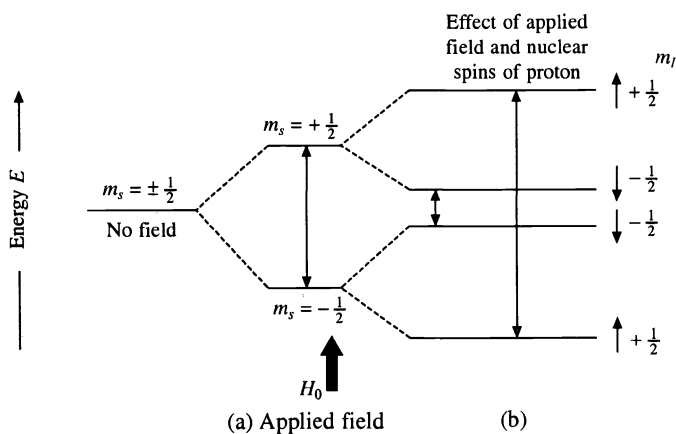 Effect of applied
field and nuclear
spins of proton
m_I
+ 1/2
m_s = + 1/2
− 1/2
m_s = ± 1/2
− 1/2
No field
Energy E
m_s = − 1/2
+ 1/2
H_0
(a) Applied field
(b)